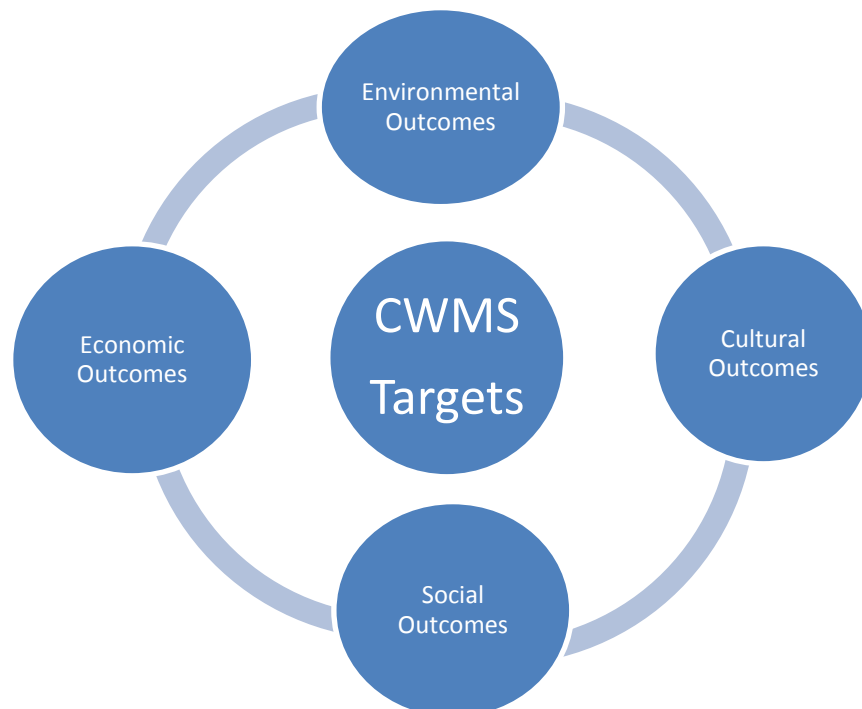 Environmental
Outcomes
CWMS
Targets
Economic
Outcomes
Cultural
Outcomes
Social
Outcomes